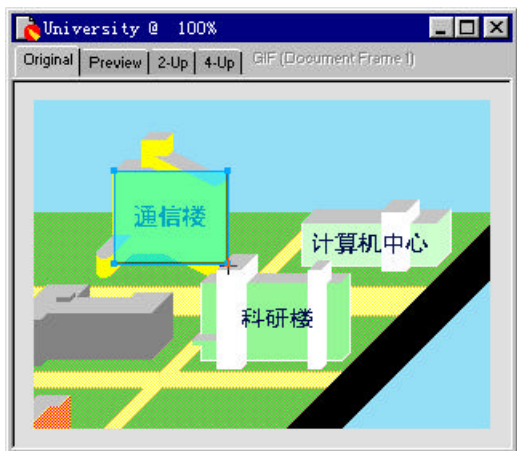 University @ 100%
Original Preview 2-Up 4-Up GIF (Document Frame 1)
通信楼
计算机中心
科研楼